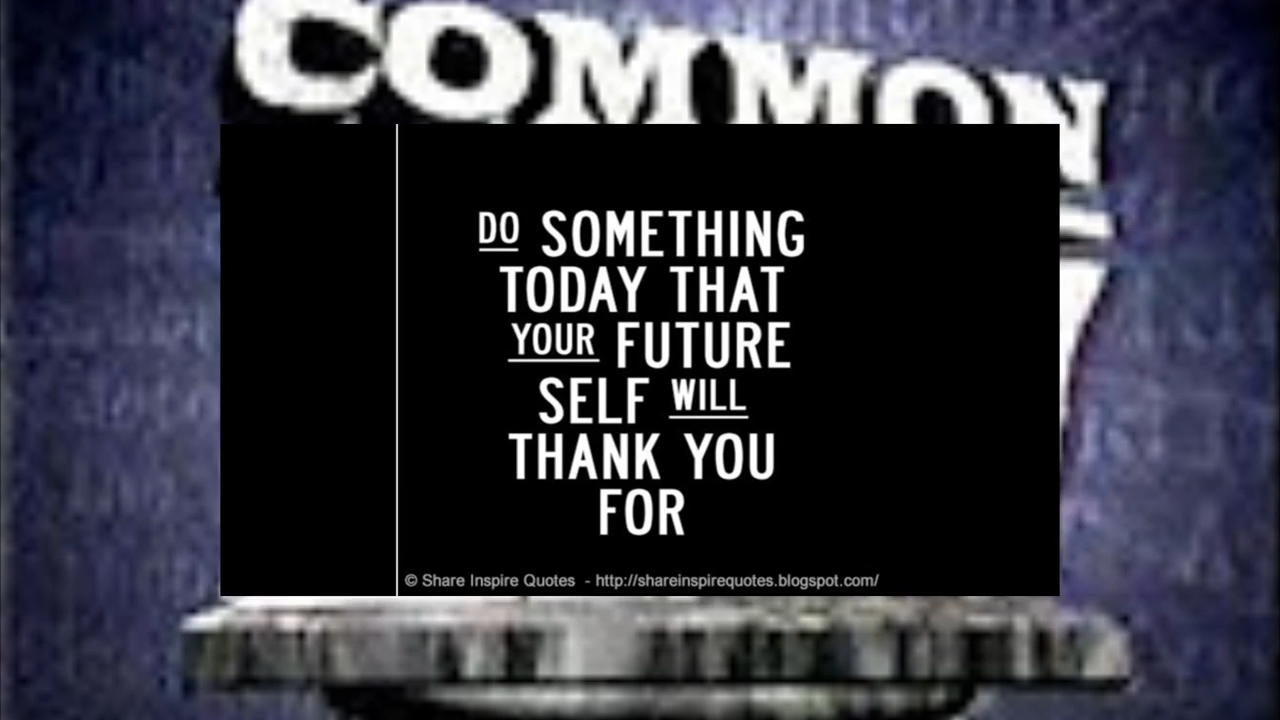 COMMON
DO SOMETHING
TODAY THAT
YOUR FUTURE
SELF WILL
THANK YOU
FOR
© Share Inspire Quotes - http://shareinspirequotes.blogspot.com/